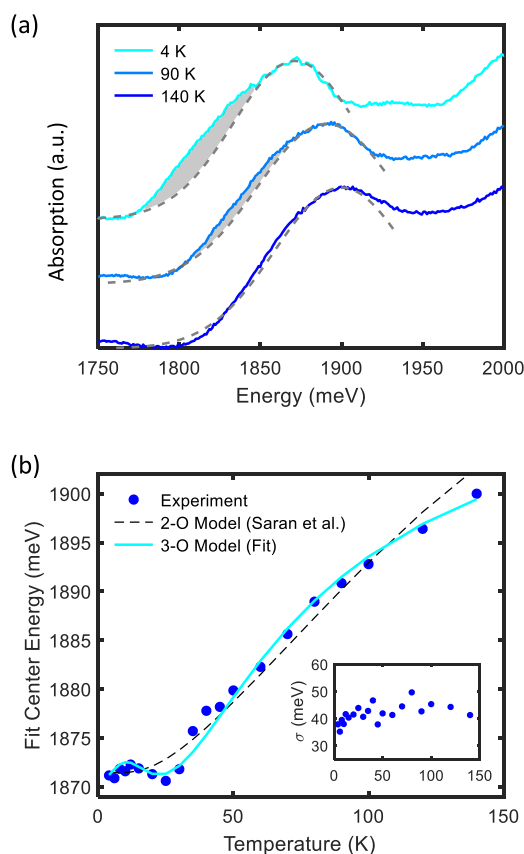 (a)
4 K
90 K
140 K
Absorption (a.u.)
1750 1800 1850 1900 1950 2000
Energy (meV)
(b)
Experiment
2-O Model (Saran et al.)
3-O Model (Fit)
Fit Center Energy (meV)
1900
1895
1890
1885
1880
1875
1870
60
50
40
30
σ (meV)
0 50 100 150
0 50 100 150
Temperature (K)